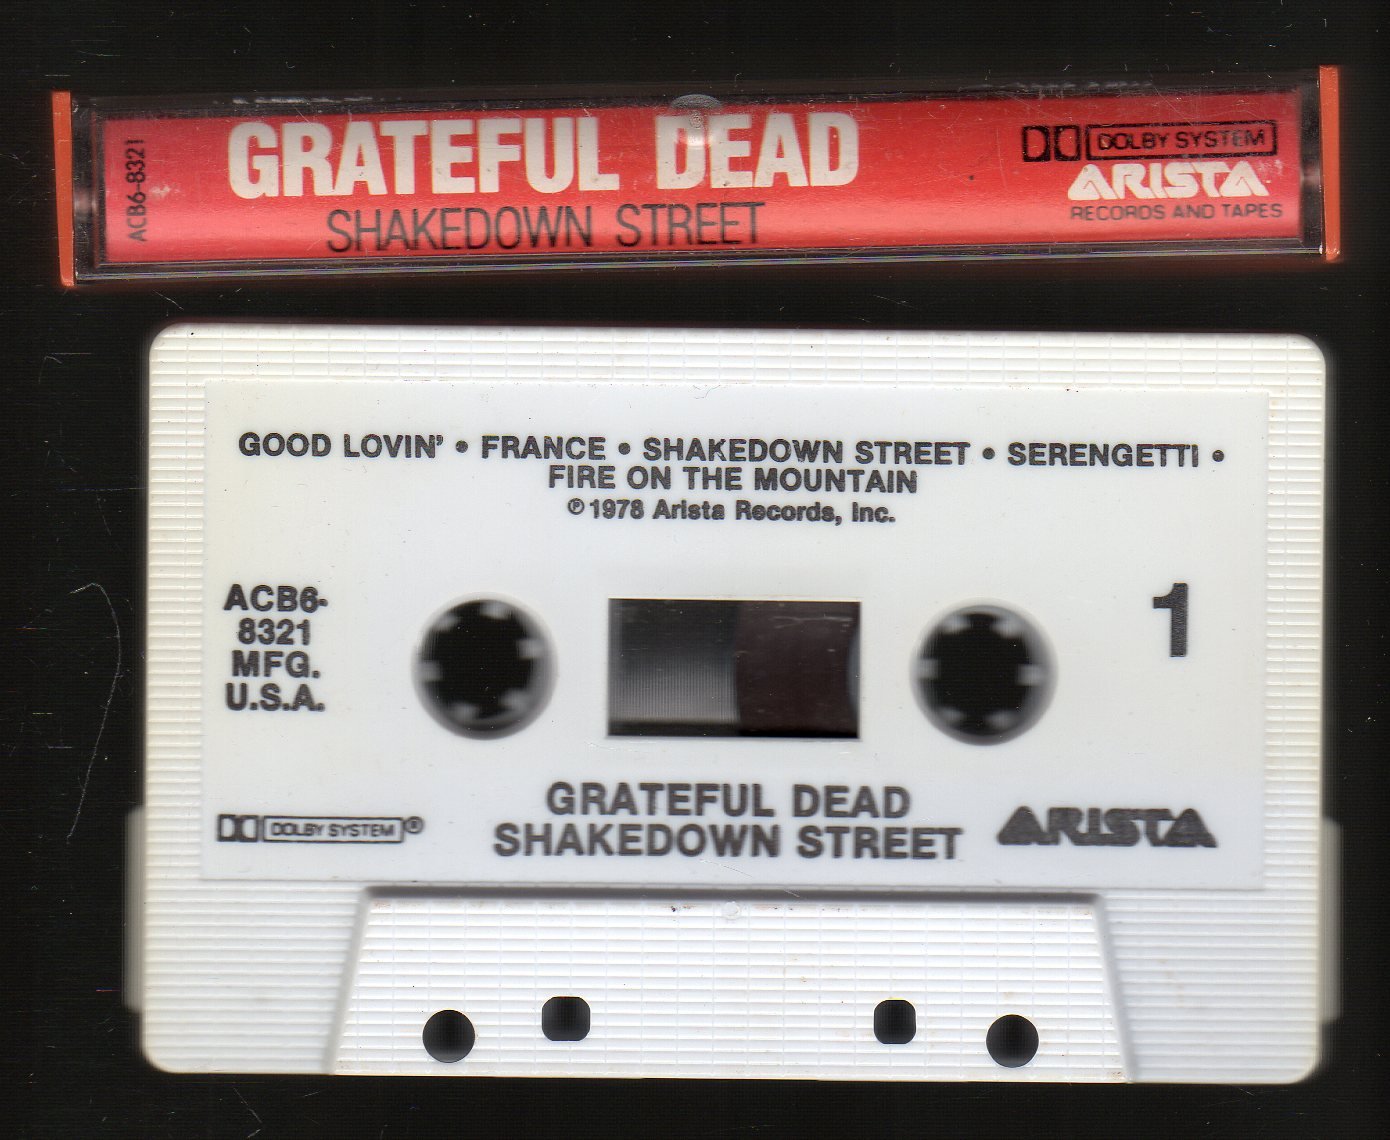 ACB6-8321
GRATEFUL DEAD
SHAKEDOWN STREET
DOLBY SYSTEM
ARISTA
RECORDS AND TAPES
GOOD LOVIN' • FRANCE • SHAKEDOWN STREET • SERENGETTI •
FIRE ON THE MOUNTAIN
℗ 1978 Arista Records, Inc.
ACB6-
8321
MFG.
U.S.A.
1
GRATEFUL DEAD
SHAKEDOWN STREET
DOLBY SYSTEM ®
ARISTA